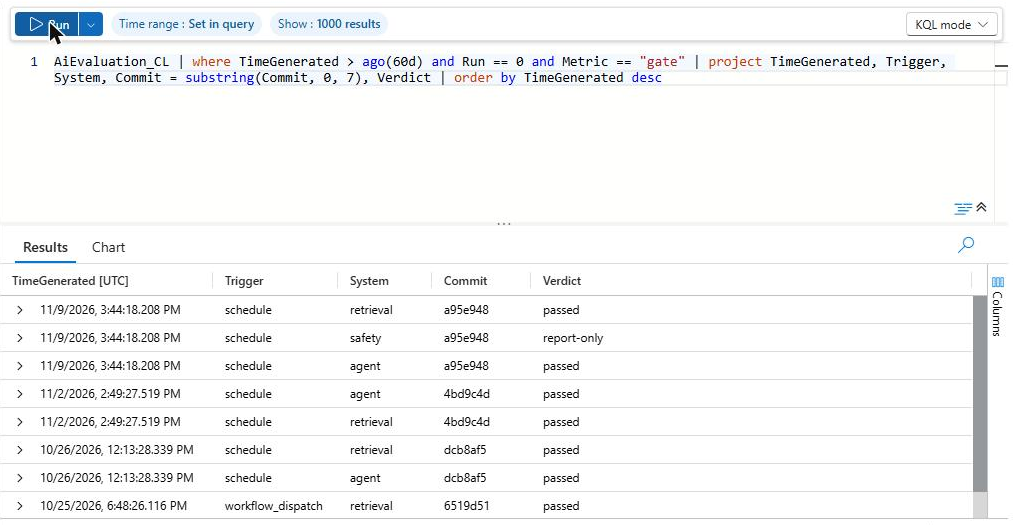 Run
Time range : Set in query
Show : 1000 results
KQL mode
1 AiEvaluation_CL | where TimeGenerated > ago(60d) and Run == 0 and Metric == "gate" | project TimeGenerated, Trigger,
System, Commit = substring(Commit, 0, 7), Verdict | order by TimeGenerated desc
...
Results Chart
TimeGenerated [UTC] Trigger System Commit Verdict
11/9/2026, 3:44:18.208 PM schedule retrieval a95e948 passed
11/9/2026, 3:44:18.208 PM schedule safety a95e948 report-only
11/9/2026, 3:44:18.208 PM schedule agent a95e948 passed
11/2/2026, 2:49:27.519 PM schedule agent 4bd9c4d passed
11/2/2026, 2:49:27.519 PM schedule retrieval 4bd9c4d passed
10/26/2026, 12:13:28.339 PM schedule retrieval dcb8af5 passed
10/26/2026, 12:13:28.339 PM schedule agent dcb8af5 passed
10/25/2026, 6:48:26.116 PM workflow_dispatch retrieval 6519d51 passed
Columns